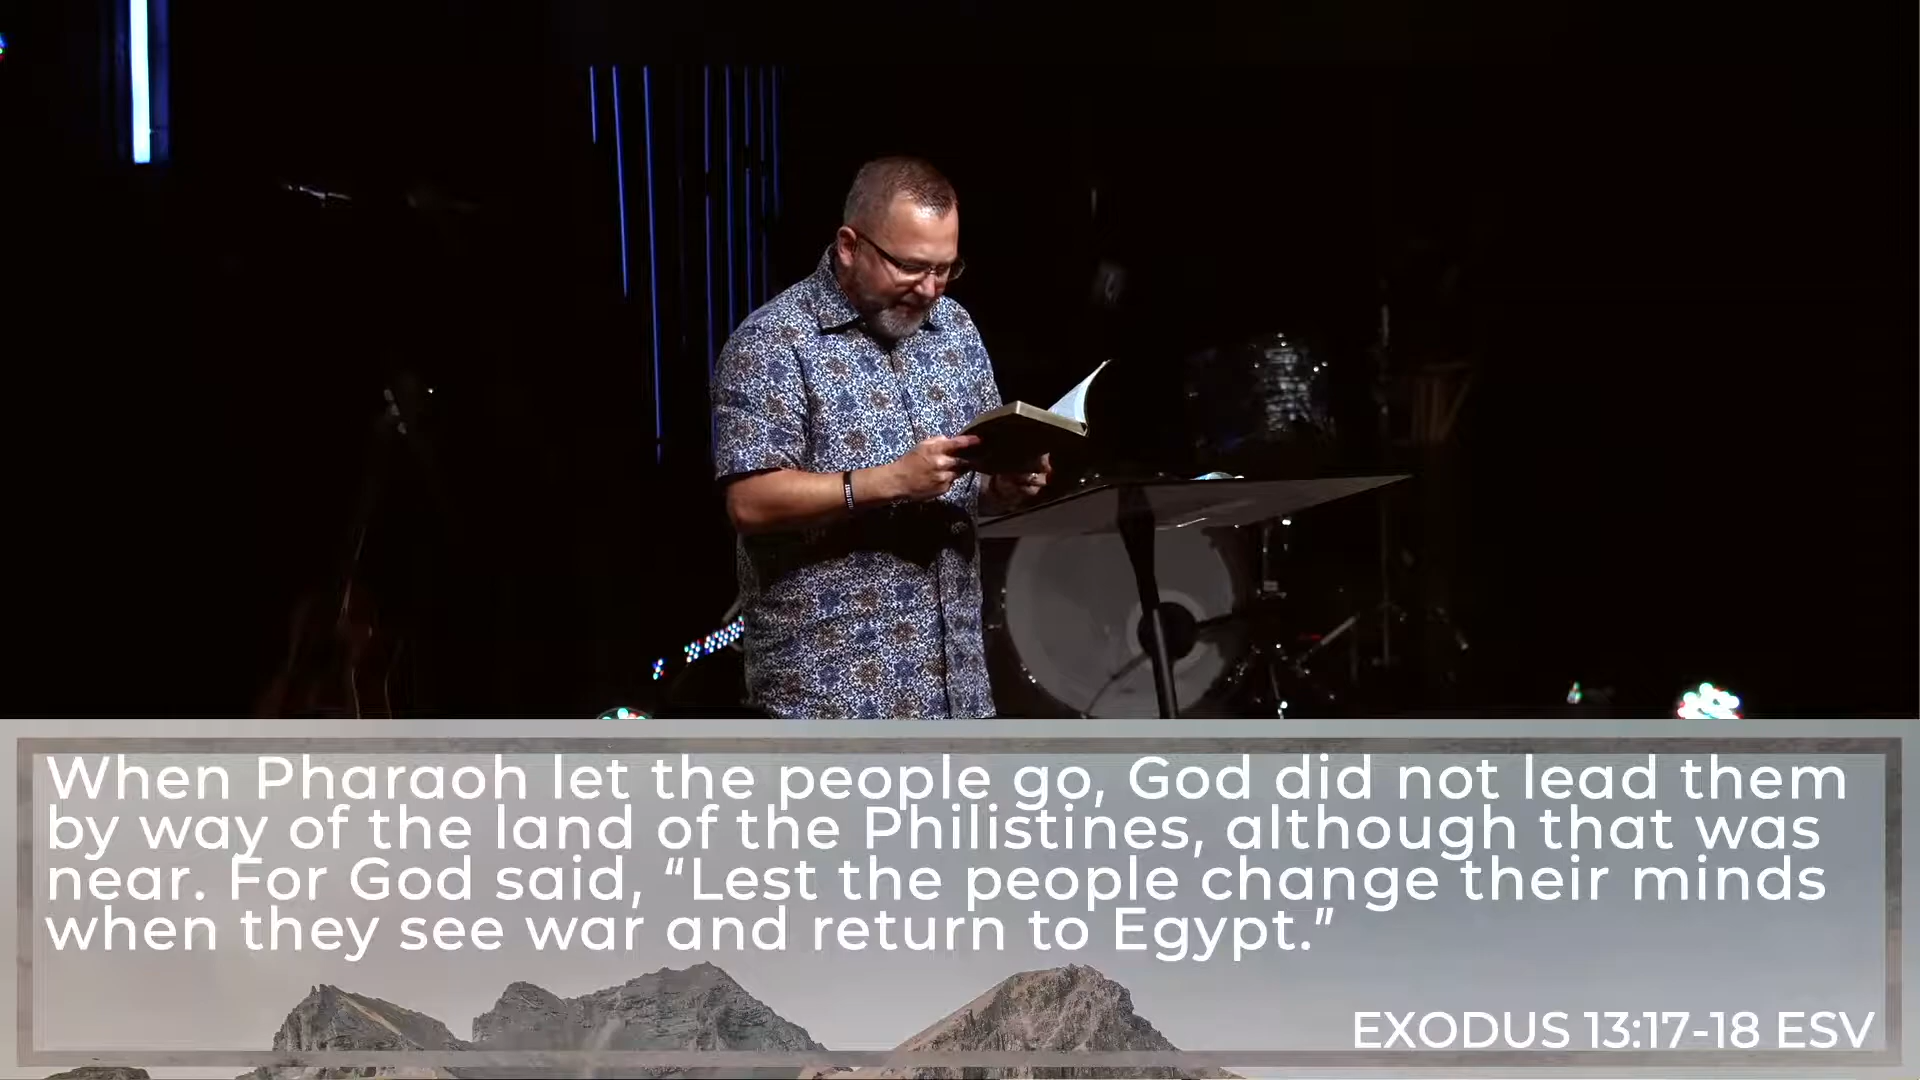 When Pharaoh let the people go, God did not lead them
by way of the land of the Philistines, although that was
near. For God said, “Lest the people change their minds
when they see war and return to Egypt.”
EXODUS 13:17-18 ESV